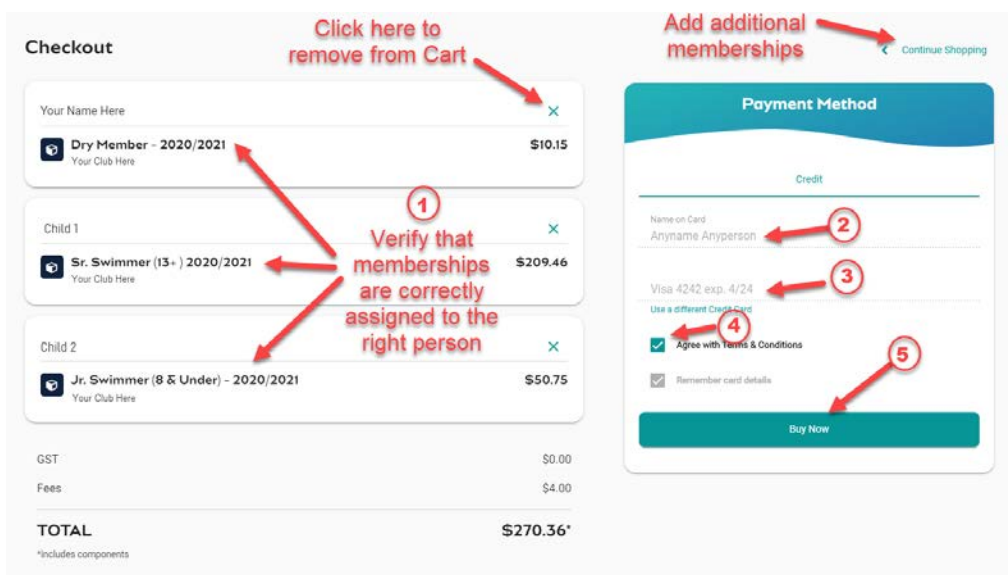 Click here to
remove from Cart
Add additional
memberships
Checkout
Continue Shopping
Your Name Here
Dry Member - 2020/2021
$10.15
Your Club Here
Child 1
Sr. Swimmer (13+ ) 2020/2021
$209.46
Your Club Here
Child 2
Jr. Swimmer (8 & Under) - 2020/2021
$50.75
Your Club Here
1
Verify that
memberships
are correctly
assigned to the
right person
GST
$0.00
Fees
$4.00
TOTAL
$270.36*
*includes components
Payment Method
Credit
Name on Card
Anyname Anyperson
2
Visa 4242 exp. 4/24
3
Use a different Credit Card
4
Agree with Terms & Conditions
5
Remember card details
Buy Now